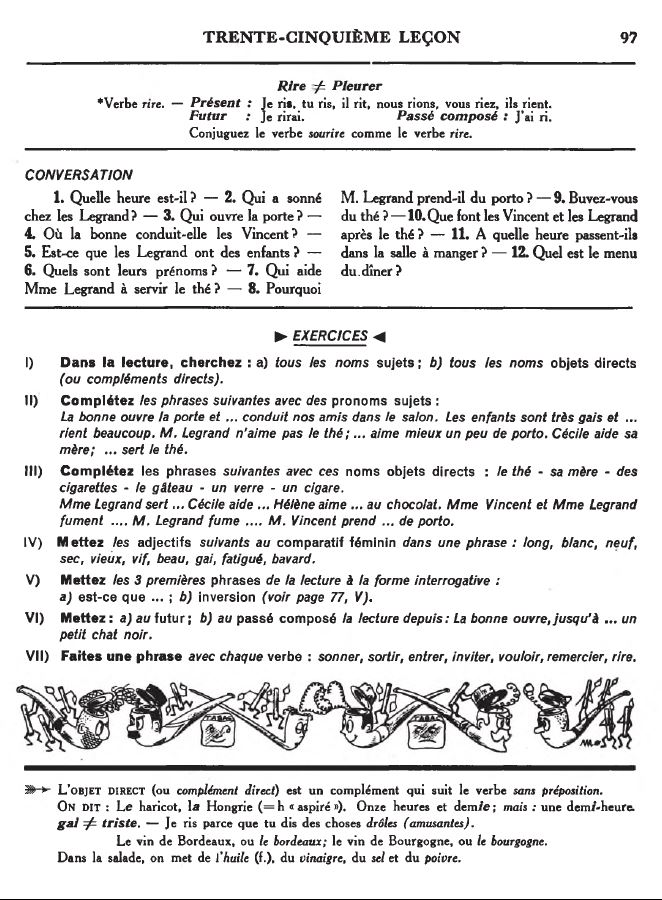 TRENTE-CINQUIÈME LEÇON 97
Rire ≠ Pleurer
*Verbe rire. — Présent : Je ris, tu ris, il rit, nous rions, vous riez, ils rient.
Futur : Je rirai. Passé composé : J'ai ri.
Conjuguez le verbe sourire comme le verbe rire.
CONVERSATION
1. Quelle heure est-il ? — 2. Qui a sonné
chez les Legrand ? — 3. Qui ouvre la porte ? —
4. Où la bonne conduit-elle les Vincent ? —
5. Est-ce que les Legrand ont des enfants ? —
6. Quels sont leurs prénoms ? — 7. Qui aide
Mme Legrand à servir le thé ? — 8. Pourquoi
M. Legrand prend-il du porto ? — 9. Buvez-vous
du thé ? — 10. Que font les Vincent et les Legrand
après le thé ? — 11. A quelle heure passent-ils
dans la salle à manger ? — 12. Quel est le menu
du dîner ?
► EXERCICES ◄
I) Dans la lecture, cherchez : a) tous les noms sujets ; b) tous les noms objets directs
(ou compléments directs).
II) Complétez les phrases suivantes avec des pronoms sujets :
La bonne ouvre la porte et ... conduit nos amis dans le salon. Les enfants sont très gais et ...
rient beaucoup. M. Legrand n'aime pas le thé ; ... aime mieux un peu de porto. Cécile aide sa
mère ; ... sert le thé.
III) Complétez les phrases suivantes avec ces noms objets directs : le thé - sa mère - des
cigarettes - le gâteau - un verre - un cigare.
Mme Legrand sert ... Cécile aide ... Hélène aime ... au chocolat. Mme Vincent et Mme Legrand
fument .... M. Legrand fume .... M. Vincent prend ... de porto.
IV) Mettez les adjectifs suivants au comparatif féminin dans une phrase : long, blanc, neuf,
sec, vieux, vif, beau, gai, fatigué, bavard.
V) Mettez les 3 premières phrases de la lecture à la forme interrogative :
a) est-ce que ... ; b) inversion (voir page 77, V).
VI) Mettez : a) au futur ; b) au passé composé la lecture depuis : La bonne ouvre, jusqu'à ... un
petit chat noir.
VII) Faites une phrase avec chaque verbe : sonner, sortir, entrer, inviter, vouloir, remercier, rire.
TABAC
L'OBJET DIRECT (ou complément direct) est un complément qui suit le verbe sans préposition.
ON DIT : Le haricot, la Hongrie (= h « aspiré »). Onze heures et demie ; mais : une demi-heure.
gai ≠ triste. — Je ris parce que tu dis des choses drôles (amusantes).
Le vin de Bordeaux, ou le bordeaux ; le vin de Bourgogne, ou le bourgogne.
Dans la salade, on met de l'huile (f.), du vinaigre, du sel et du poivre.